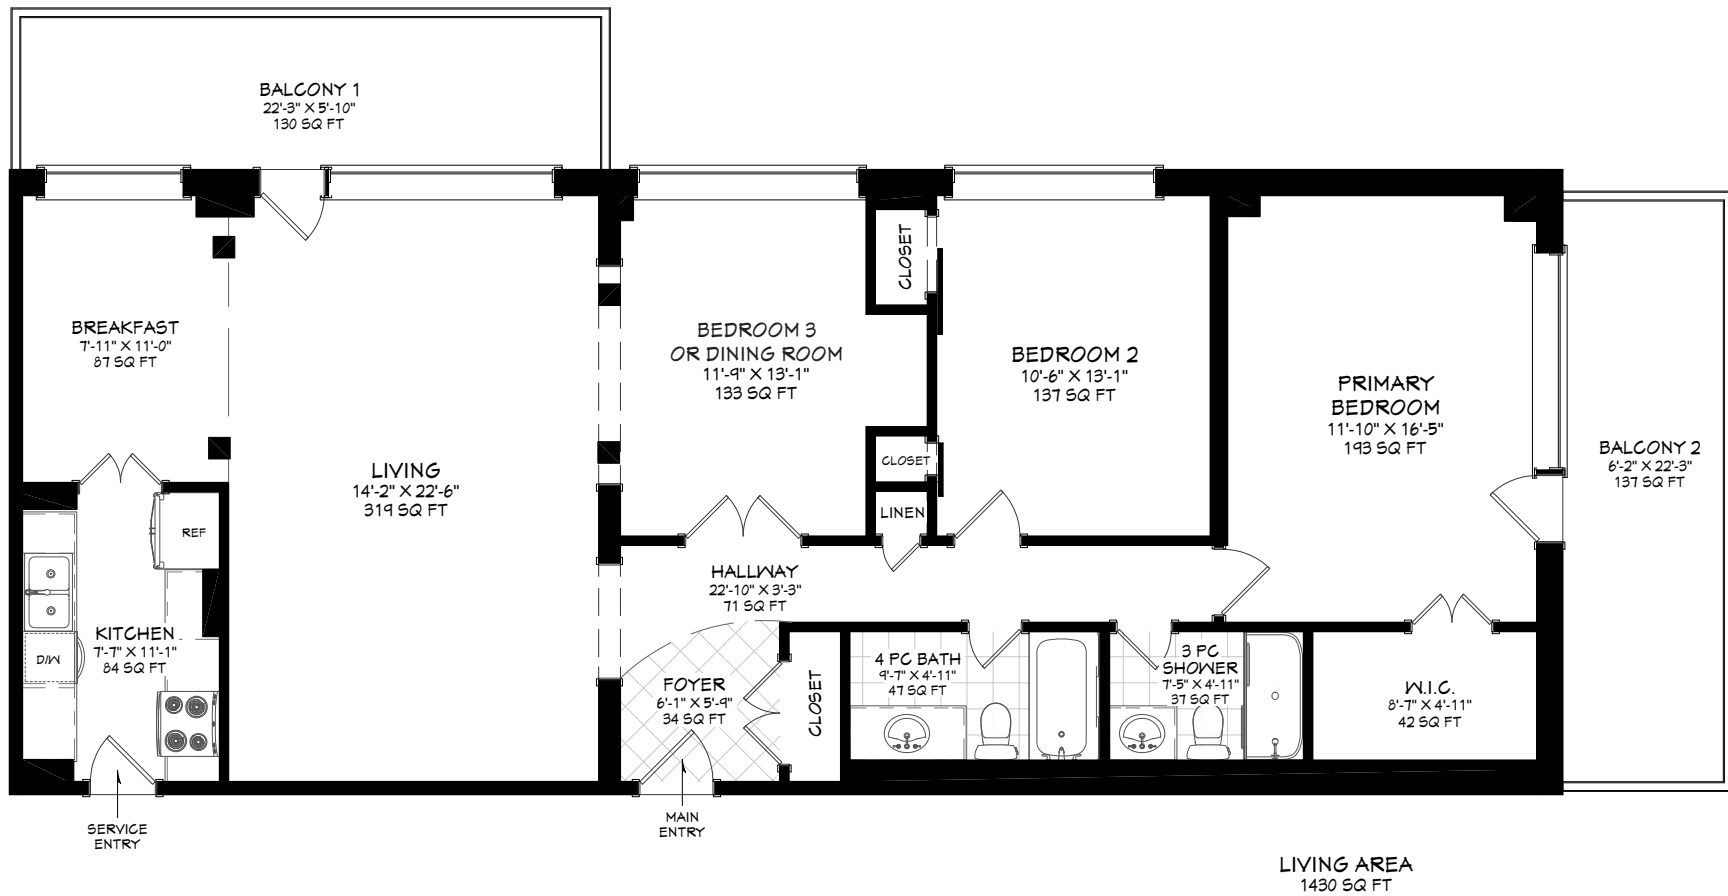 BALCONY 1
22'-3" X 5'-10"
130 SQ FT
BREAKFAST
7'-11" X 11'-0"
87 SQ FT
LIVING
14'-2" X 22'-6"
319 SQ FT
BEDROOM 3
OR DINING ROOM
11'-9" X 13'-1"
133 SQ FT
CLOSET
CLOSET
LINEN
BEDROOM 2
10'-6" X 13'-1"
137 SQ FT
PRIMARY
BEDROOM
11'-10" X 16'-5"
193 SQ FT
BALCONY 2
6'-2" X 22'-3"
137 SQ FT
REF
KITCHEN
7'-7" X 11'-1"
84 SQ FT
D/W
HALLWAY
22'-10" X 3'-3"
71 SQ FT
FOYER
6'-1" X 5'-9"
34 SQ FT
CLOSET
4 PC BATH
9'-7" X 4'-11"
47 SQ FT
3 PC
SHOWER
7'-5" X 4'-11"
37 SQ FT
W.I.C.
8'-7" X 4'-11"
42 SQ FT
SERVICE
ENTRY
MAIN
ENTRY
LIVING AREA
1430 SQ FT